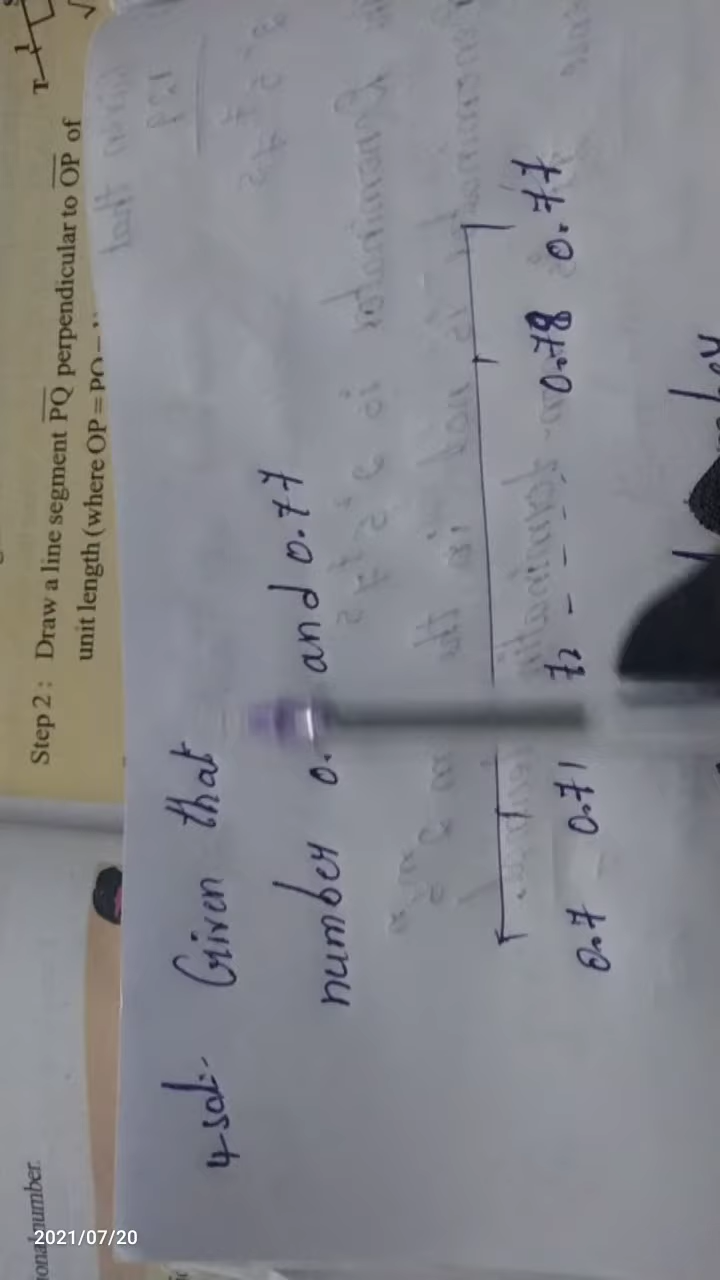 Step 2 : Draw a line segment PQ perpendicular to OP of
unit length (where OP = PQ
4 sol:- Given that
number 0. and 0.77
0.7 0.71 72 - - - - - 0.78 0.77
number.
2021/07/20